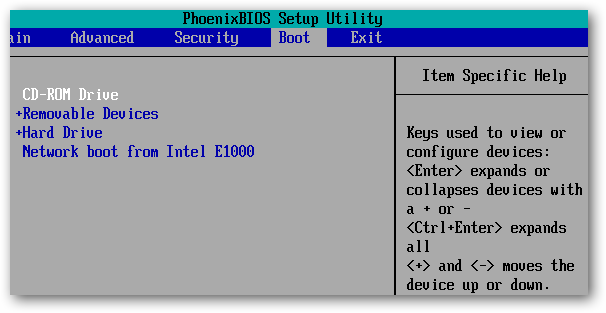 PhoenixBIOS Setup Utility
ain Advanced Security Boot Exit
CD-ROM Drive
+Removable Devices
+Hard Drive
Network boot from Intel E1000
Item Specific Help
Keys used to view or
configure devices:
<Enter> expands or
collapses devices with
a + or -
<Ctrl+Enter> expands
all
<+> and <-> moves the
device up or down.